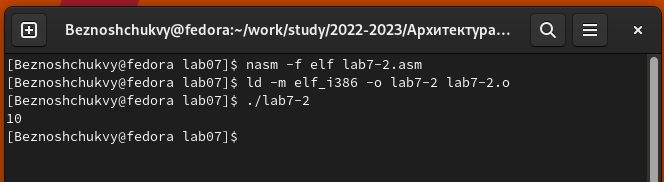 Beznoshchukvy@fedora:~/work/study/2022-2023/Архитектура...
[Beznoshchukvy@fedora lab07]$ nasm -f elf lab7-2.asm
[Beznoshchukvy@fedora lab07]$ ld -m elf_i386 -o lab7-2 lab7-2.o
[Beznoshchukvy@fedora lab07]$ ./lab7-2
10
[Beznoshchukvy@fedora lab07]$